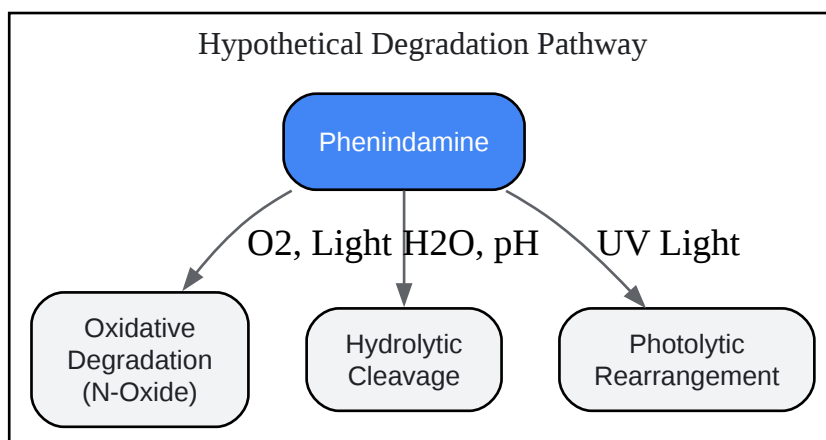 Hypothetical Degradation Pathway
Phenindamine
O2, Light
H2O, pH
UV Light
Oxidative
Degradation
(N-Oxide)
Hydrolytic
Cleavage
Photolytic
Rearrangement